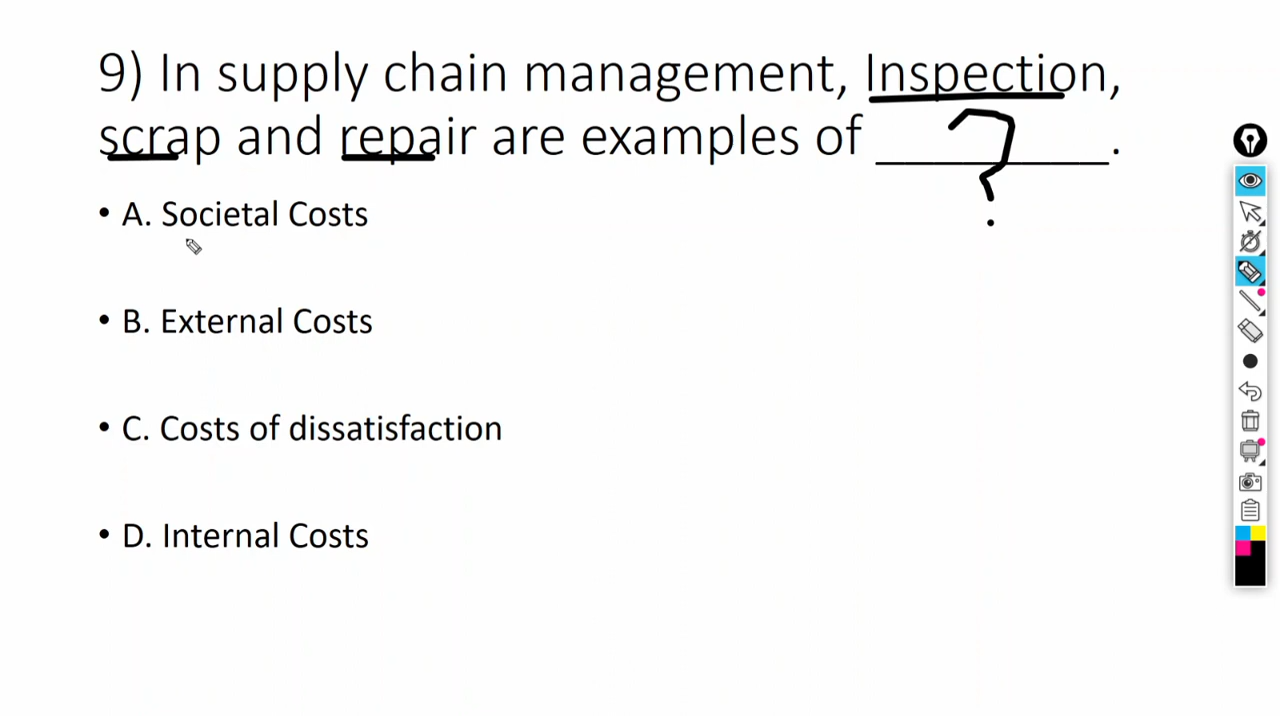 9) In supply chain management, Inspection,
scrap and repair are examples of __________.
?
• A. Societal Costs
• B. External Costs
• C. Costs of dissatisfaction
• D. Internal Costs